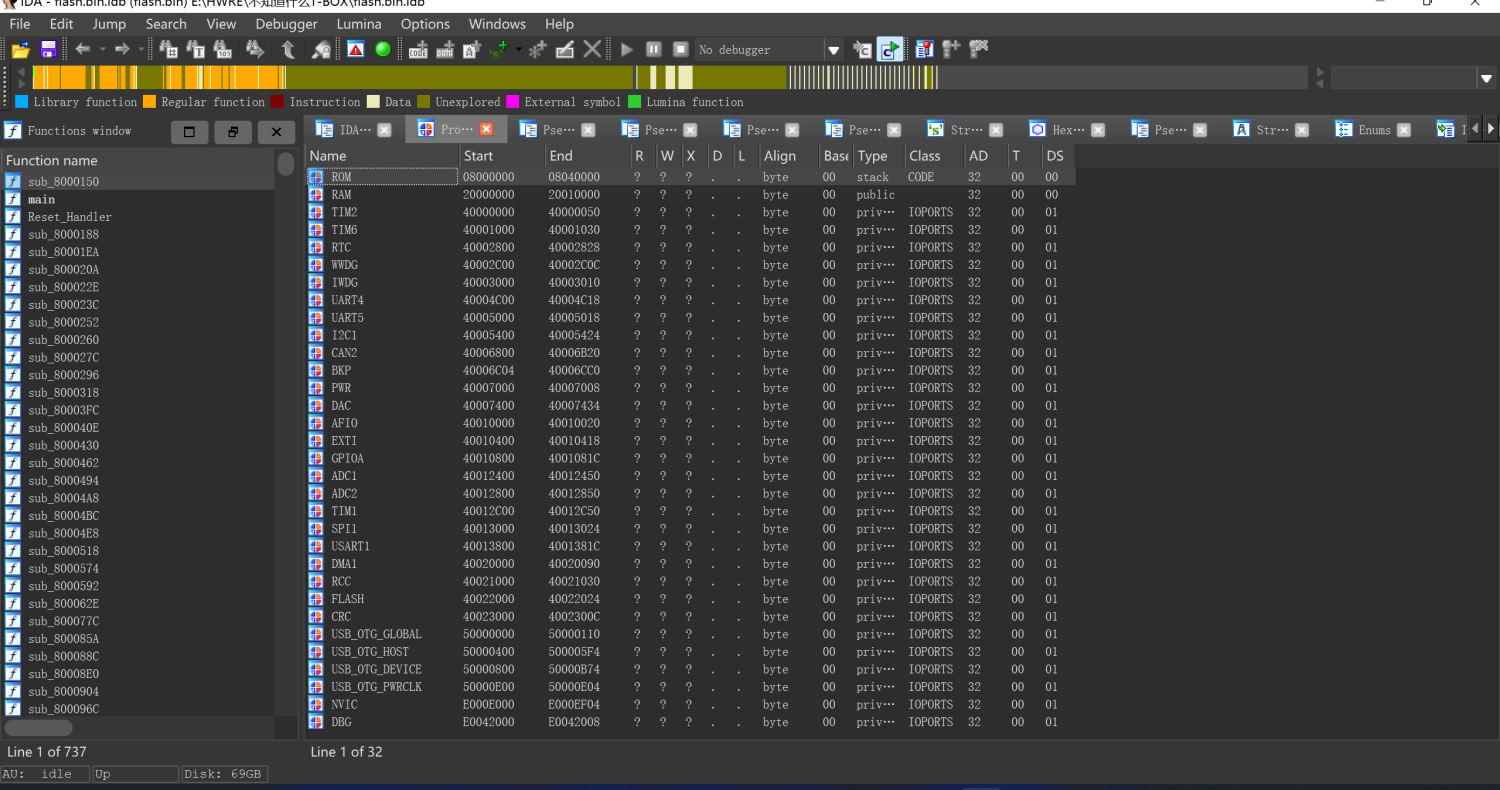 IDA - flash.bin.idb (flash.bin) E:\HWRE\不知道什么T-BOX\flash.bin.idb
File Edit Jump Search View Debugger Lumina Options Windows Help
No debugger
Library function Regular function Instruction Data Unexplored External symbol Lumina function
Functions window
IDA⋯ Pro⋯ Pse⋯ Pse⋯ Pse⋯ Pse⋯ Str⋯ Hex⋯ Pse⋯ Str⋯ Enums
Function name
sub_8000150
main
Reset_Handler
sub_8000188
sub_80001EA
sub_800020A
sub_800022E
sub_800023C
sub_8000252
sub_8000260
sub_800027C
sub_8000296
sub_8000318
sub_80003FC
sub_800040E
sub_8000430
sub_8000462
sub_8000494
sub_80004A8
sub_80004BC
sub_80004E8
sub_8000518
sub_8000574
sub_8000592
sub_800062E
sub_800077C
sub_800085A
sub_800088C
sub_80008E0
sub_8000904
sub_800096C
Line 1 of 737
Name Start End R W X D L Align Base Type Class AD T DS
ROM 08000000 08040000 ? ? ? . . byte 00 stack CODE 32 00 00
RAM 20000000 20010000 ? ? ? . . byte 00 public 32 00 00
TIM2 40000000 40000050 ? ? ? . . byte 00 priv⋯ IOPORTS 32 00 01
TIM6 40001000 40001030 ? ? ? . . byte 00 priv⋯ IOPORTS 32 00 01
RTC 40002800 40002828 ? ? ? . . byte 00 priv⋯ IOPORTS 32 00 01
WWDG 40002C00 40002C0C ? ? ? . . byte 00 priv⋯ IOPORTS 32 00 01
IWDG 40003000 40003010 ? ? ? . . byte 00 priv⋯ IOPORTS 32 00 01
UART4 40004C00 40004C18 ? ? ? . . byte 00 priv⋯ IOPORTS 32 00 01
UART5 40005000 40005018 ? ? ? . . byte 00 priv⋯ IOPORTS 32 00 01
I2C1 40005400 40005424 ? ? ? . . byte 00 priv⋯ IOPORTS 32 00 01
CAN2 40006800 40006B20 ? ? ? . . byte 00 priv⋯ IOPORTS 32 00 01
BKP 40006C04 40006CC0 ? ? ? . . byte 00 priv⋯ IOPORTS 32 00 01
PWR 40007000 40007008 ? ? ? . . byte 00 priv⋯ IOPORTS 32 00 01
DAC 40007400 40007434 ? ? ? . . byte 00 priv⋯ IOPORTS 32 00 01
AFIO 40010000 40010020 ? ? ? . . byte 00 priv⋯ IOPORTS 32 00 01
EXTI 40010400 40010418 ? ? ? . . byte 00 priv⋯ IOPORTS 32 00 01
GPIOA 40010800 4001081C ? ? ? . . byte 00 priv⋯ IOPORTS 32 00 01
ADC1 40012400 40012450 ? ? ? . . byte 00 priv⋯ IOPORTS 32 00 01
ADC2 40012800 40012850 ? ? ? . . byte 00 priv⋯ IOPORTS 32 00 01
TIM1 40012C00 40012C50 ? ? ? . . byte 00 priv⋯ IOPORTS 32 00 01
SPI1 40013000 40013024 ? ? ? . . byte 00 priv⋯ IOPORTS 32 00 01
USART1 40013800 4001381C ? ? ? . . byte 00 priv⋯ IOPORTS 32 00 01
DMA1 40020000 40020090 ? ? ? . . byte 00 priv⋯ IOPORTS 32 00 01
RCC 40021000 40021030 ? ? ? . . byte 00 priv⋯ IOPORTS 32 00 01
FLASH 40022000 40022024 ? ? ? . . byte 00 priv⋯ IOPORTS 32 00 01
CRC 40023000 4002300C ? ? ? . . byte 00 priv⋯ IOPORTS 32 00 01
USB_OTG_GLOBAL 50000000 50000110 ? ? ? . . byte 00 priv⋯ IOPORTS 32 00 01
USB_OTG_HOST 50000400 500005F4 ? ? ? . . byte 00 priv⋯ IOPORTS 32 00 01
USB_OTG_DEVICE 50000800 50000B74 ? ? ? . . byte 00 priv⋯ IOPORTS 32 00 01
USB_OTG_PWRCLK 50000E00 50000E04 ? ? ? . . byte 00 priv⋯ IOPORTS 32 00 01
NVIC E000E000 E000EF04 ? ? ? . . byte 00 priv⋯ IOPORTS 32 00 01
DBG E0042000 E0042008 ? ? ? . . byte 00 priv⋯ IOPORTS 32 00 01
Line 1 of 32
AU: idle Up Disk: 69GB